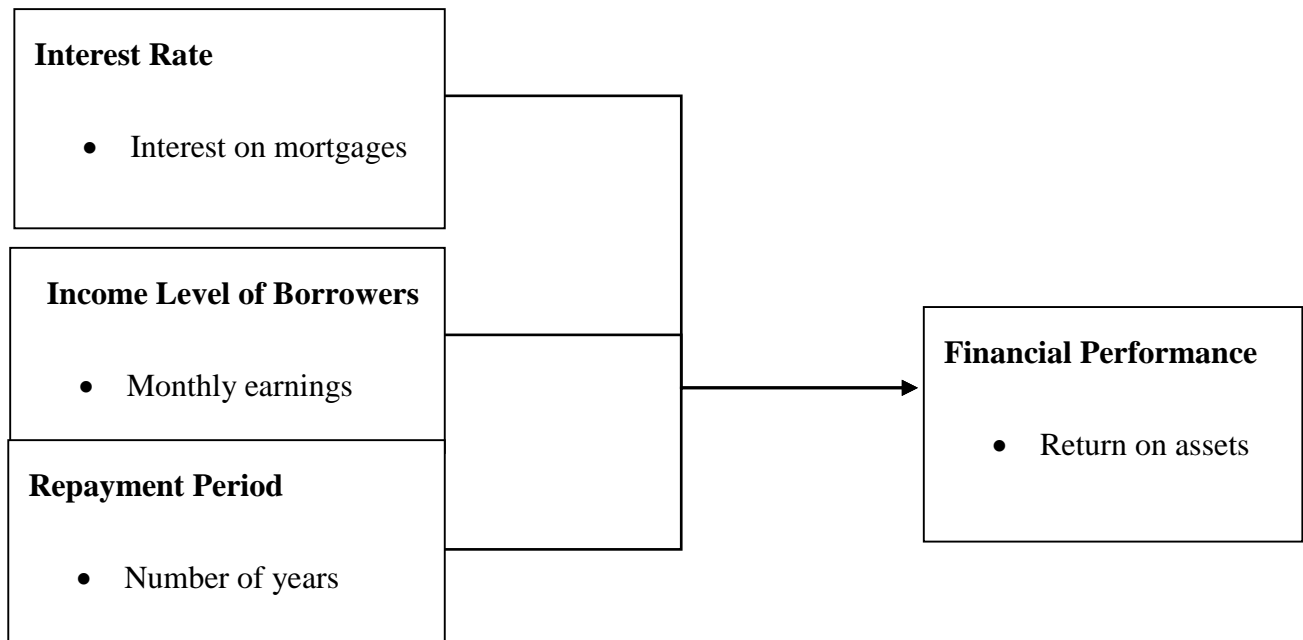 Interest Rate
• Interest on mortgages
Income Level of Borrowers
• Monthly earnings
Repayment Period
• Number of years
Financial Performance
• Return on assets